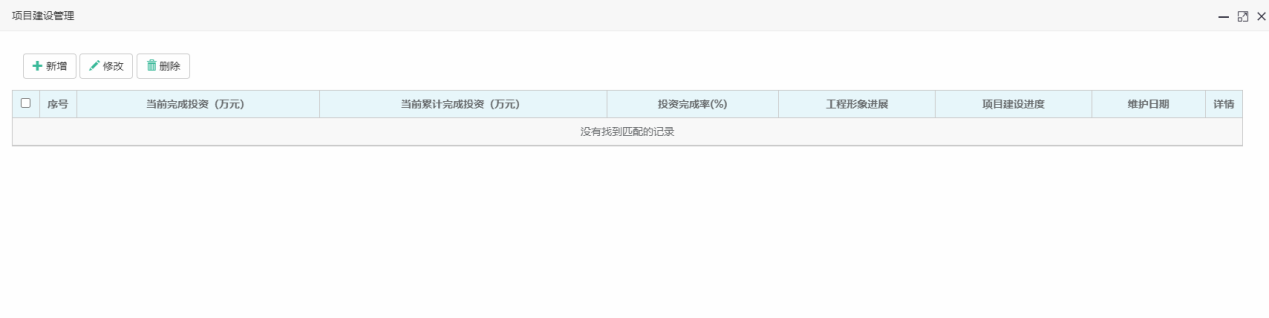 项目建设管理
新增 修改 删除
序号 当前完成投资（万元） 当前累计完成投资（万元） 投资完成率(%) 工程形象进展 项目建设进度 维护日期 详情
没有找到匹配的记录